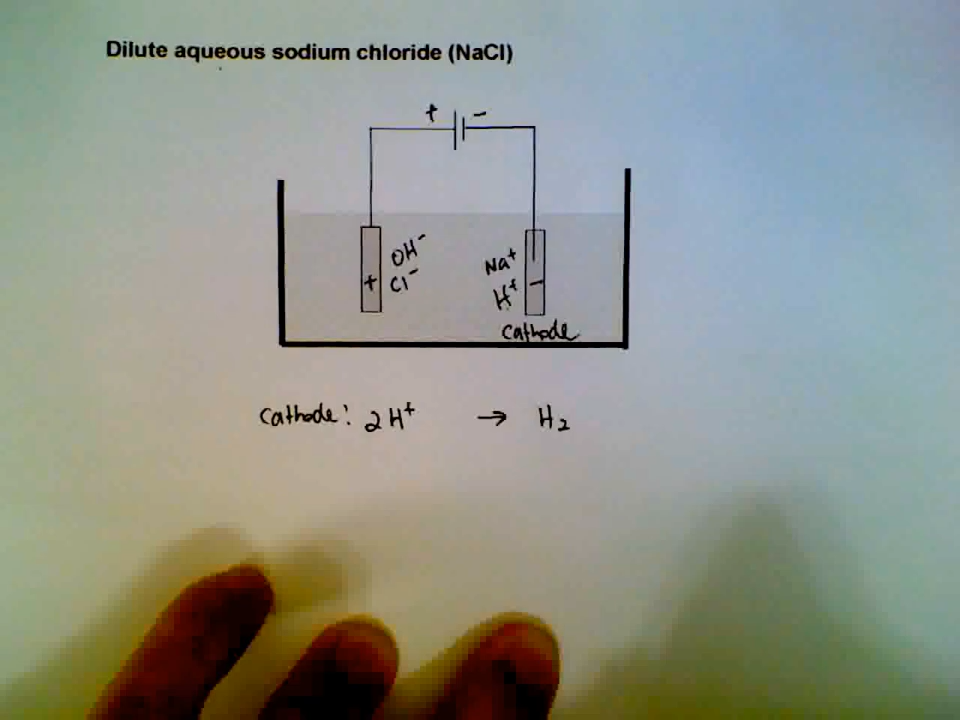 Dilute aqueous sodium chloride (NaCl)
+ -
OH⁻
Cl⁻
+
Na⁺
H⁺
-
Cathode
Cathode: 2H⁺ → H₂